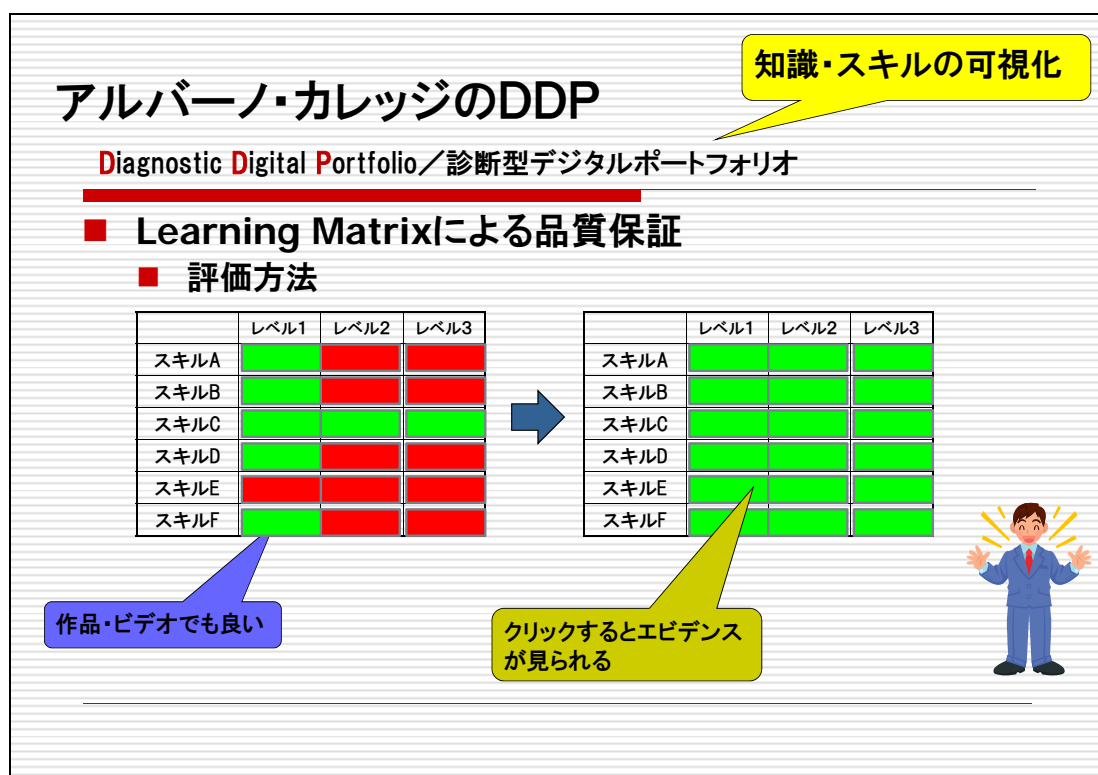 知識・スキルの可視化
アルバーノ・カレッジのDDP
Diagnostic Digital Portfolio／診断型デジタルポートフォリオ
Learning Matrixによる品質保証
評価方法
レベル1 レベル2 レベル3
スキルA
スキルB
スキルC
スキルD
スキルE
スキルF
レベル1 レベル2 レベル3
スキルA
スキルB
スキルC
スキルD
スキルE
スキルF
作品・ビデオでも良い
クリックするとエビデンス
が見られる